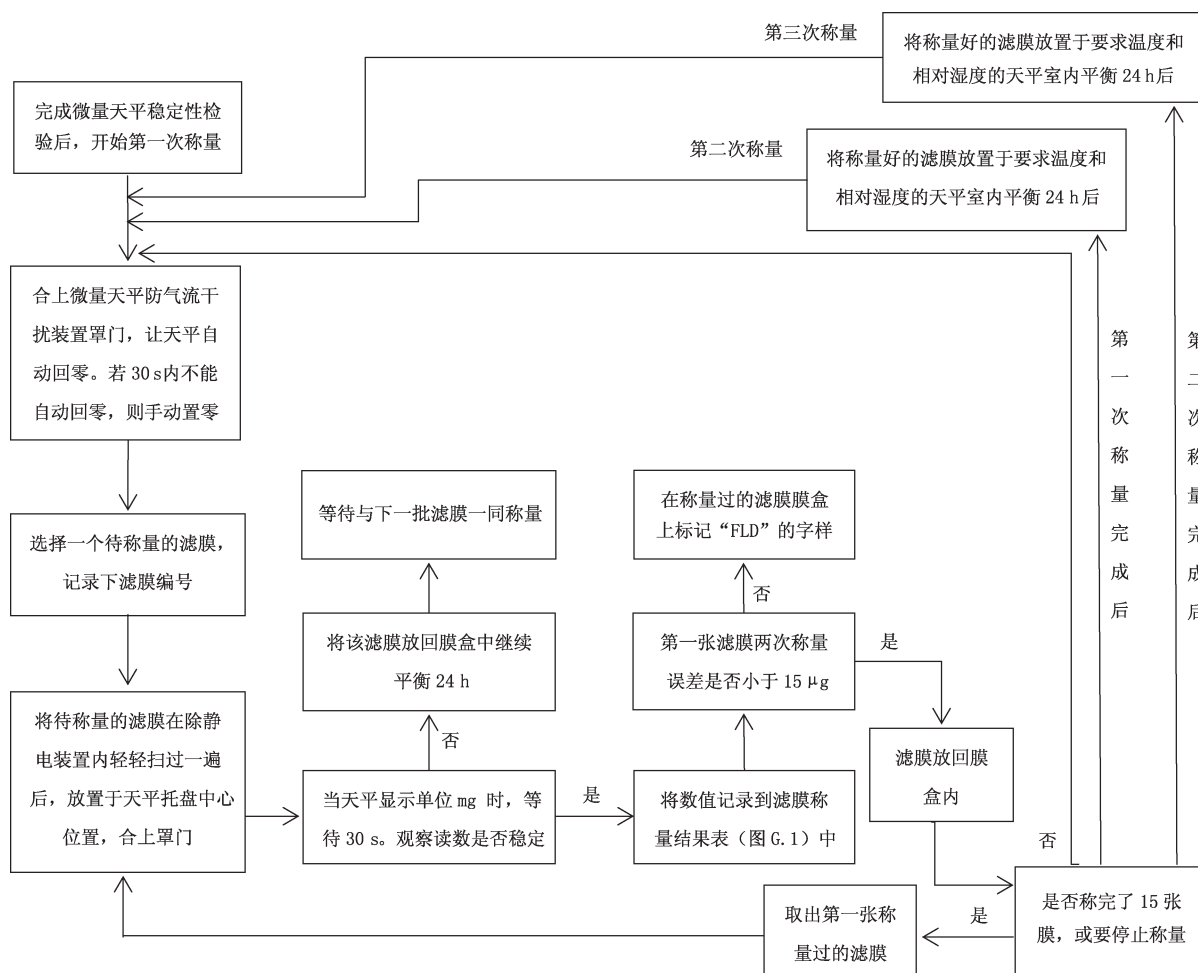 第三次称量
将称量好的滤膜放置于要求温度和
相对湿度的天平室内平衡 24 h 后
完成微量天平稳定性检
验后，开始第一次称量
第二次称量
将称量好的滤膜放置于要求温度和
相对湿度的天平室内平衡 24 h 后
合上微量天平防气流干
扰装置罩门，让天平自
动回零。若 30 s内不能
自动回零，则手动置零
第一次称量完成后
第二次称量完成后
选择一个待称量的滤膜，
记录下滤膜编号
等待与下一批滤膜一同称量
在称量过的滤膜膜盒
上标记“FLD”的字样
否
将该滤膜放回膜盒中继续
平衡 24 h
第一张滤膜两次称量
误差是否小于 15 μg
是
将待称量的滤膜在除静
电装置内轻轻扫过一遍
后，放置于天平托盘中心
位置，合上罩门
否
当天平显示单位 mg 时，等
待 30 s。观察读数是否稳定
是
将数值记录到滤膜称
量结果表（图 G.1）中
滤膜放回膜
盒内
否
是否称完了 15 张
膜，或要停止称量
是
取出第一张称
量过的滤膜